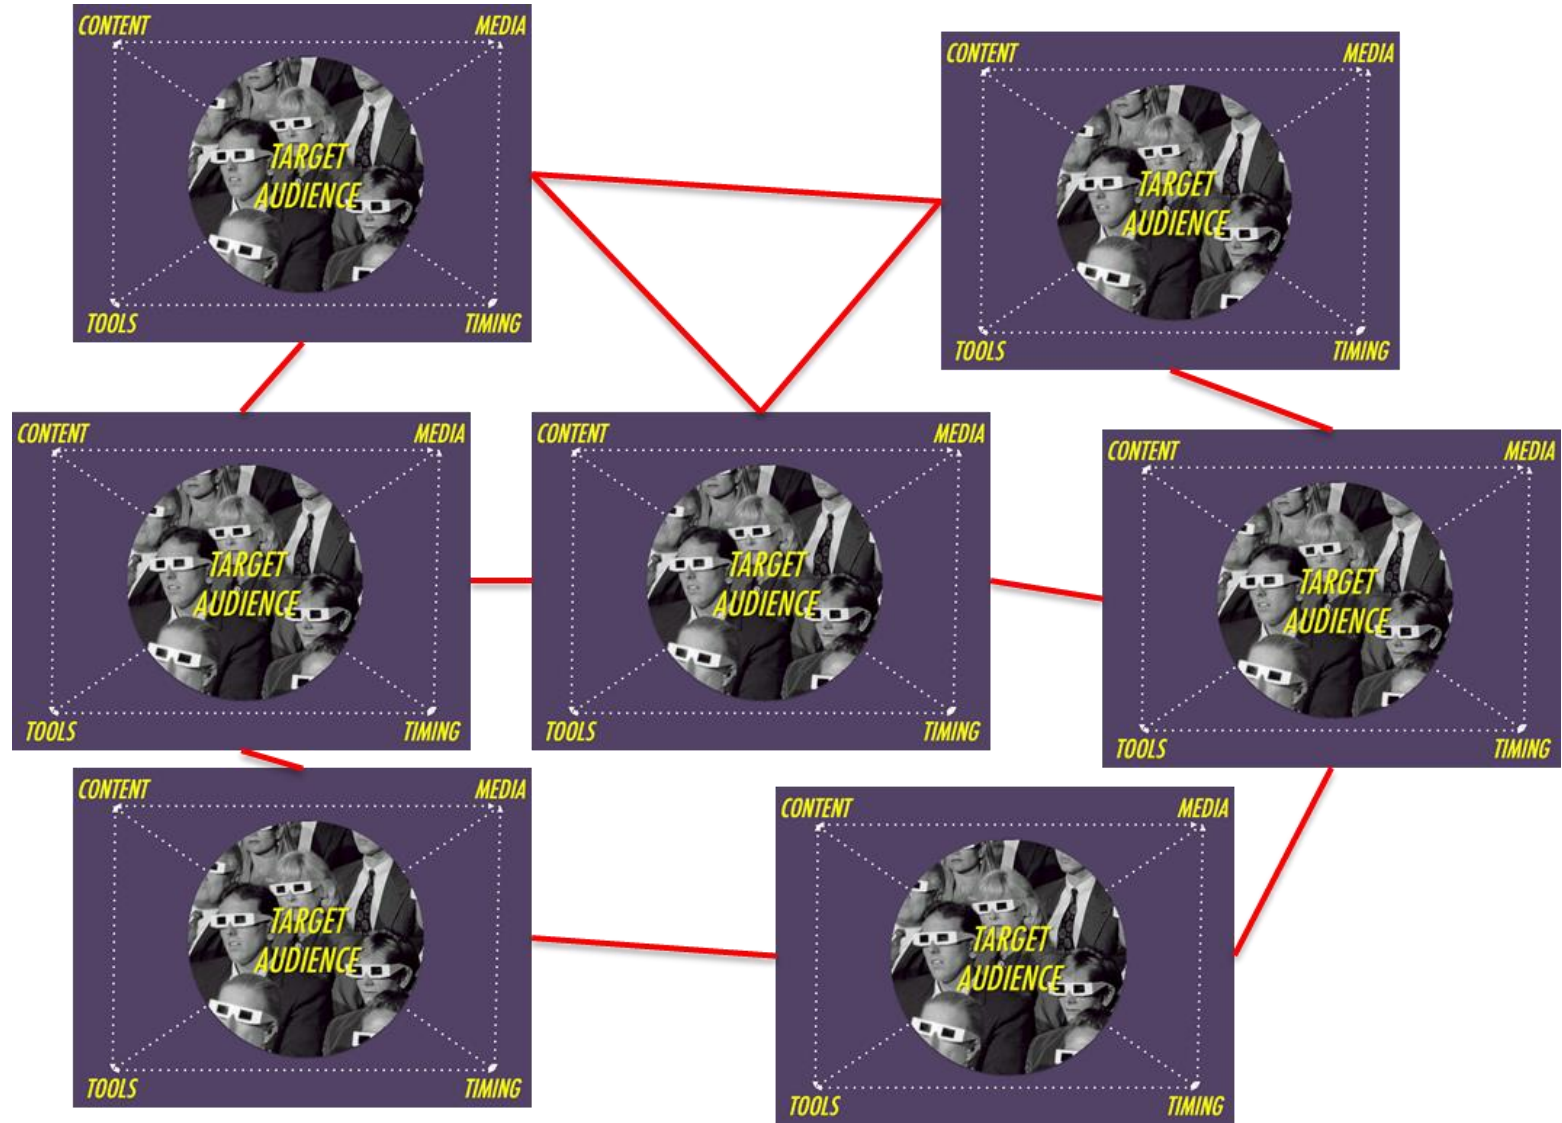 CONTENT MEDIA
TARGET
AUDIENCE
TOOLS TIMING
CONTENT MEDIA
TARGET
AUDIENCE
TOOLS TIMING
CONTENT MEDIA
TARGET
AUDIENCE
TOOLS TIMING
CONTENT MEDIA
TARGET
AUDIENCE
TOOLS TIMING
CONTENT MEDIA
TARGET
AUDIENCE
TOOLS TIMING
CONTENT MEDIA
TARGET
AUDIENCE
TOOLS TIMING
CONTENT MEDIA
TARGET
AUDIENCE
TOOLS TIMING